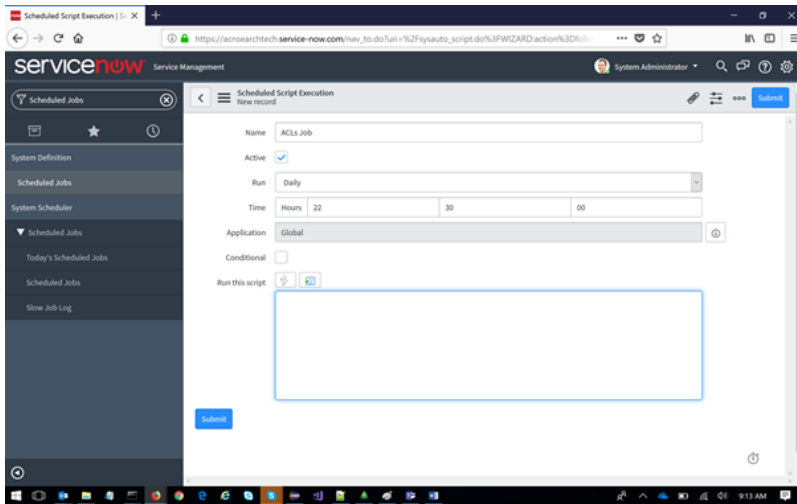 Scheduled Script Execution | Sc
https://acnsearchtech.service-now.com/nav_to.do?uri=%2Fsysauto_script.do%3FWIZARD:action%3Dfollo
servicenow Service Management
System Administrator
Scheduled Jobs
Scheduled Script Execution
New record
Submit
System Definition
Scheduled Jobs
System Scheduler
Scheduled Jobs
Today's Scheduled Jobs
Scheduled Jobs
Slow Job Log
Name ACLs Job
Active
Run Daily
Time Hours 22 30 00
Application Global
Conditional
Run this script
Submit
9:13 AM